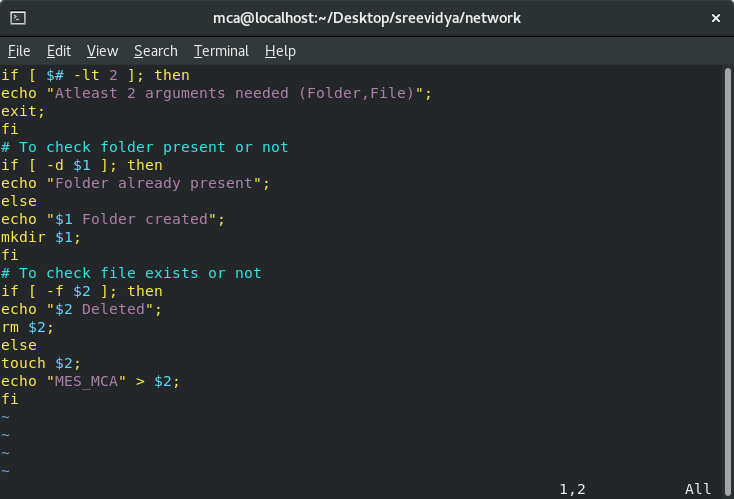 mca@localhost:~/Desktop/sreevidya/network
File Edit View Search Terminal Help
if [ $# -lt 2 ]; then
echo "Atleast 2 arguments needed (Folder,File)";
exit;
fi
# To check folder present or not
if [ -d $1 ]; then
echo "Folder already present";
else
echo "$1 Folder created";
mkdir $1;
fi
# To check file exists or not
if [ -f $2 ]; then
echo "$2 Deleted";
rm $2;
else
touch $2;
echo "MES_MCA" > $2;
fi
~
~
~
~
1,2 All